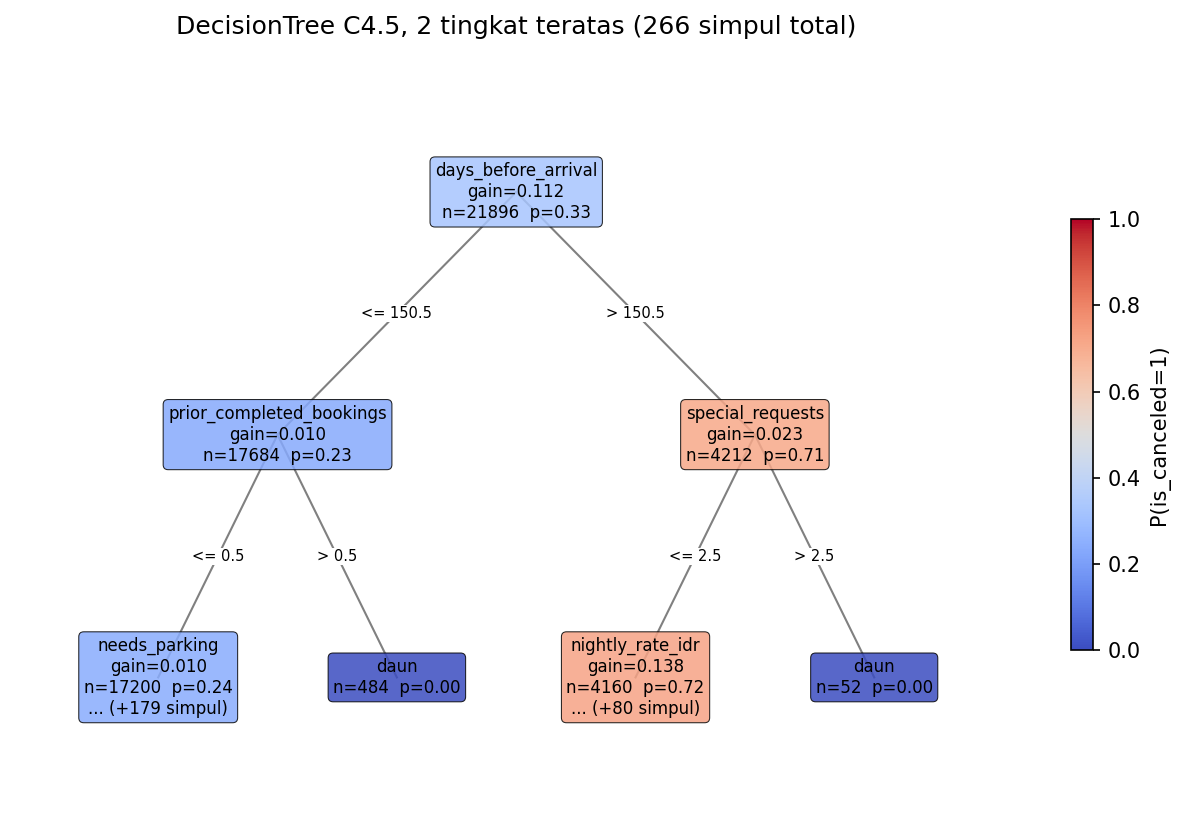 DecisionTree C4.5, 2 tingkat teratas (266 simpul total)
days_before_arrival
gain=0.112
n=21896  p=0.33
<= 150.5
> 150.5
prior_completed_bookings
gain=0.010
n=17684  p=0.23
special_requests
gain=0.023
n=4212  p=0.71
<= 0.5
> 0.5
<= 2.5
> 2.5
needs_parking
gain=0.010
n=17200  p=0.24
... (+179 simpul)
daun
n=484  p=0.00
nightly_rate_idr
gain=0.138
n=4160  p=0.72
... (+80 simpul)
daun
n=52  p=0.00
1.0
0.8
0.6
0.4
0.2
0.0
P(is_canceled=1)